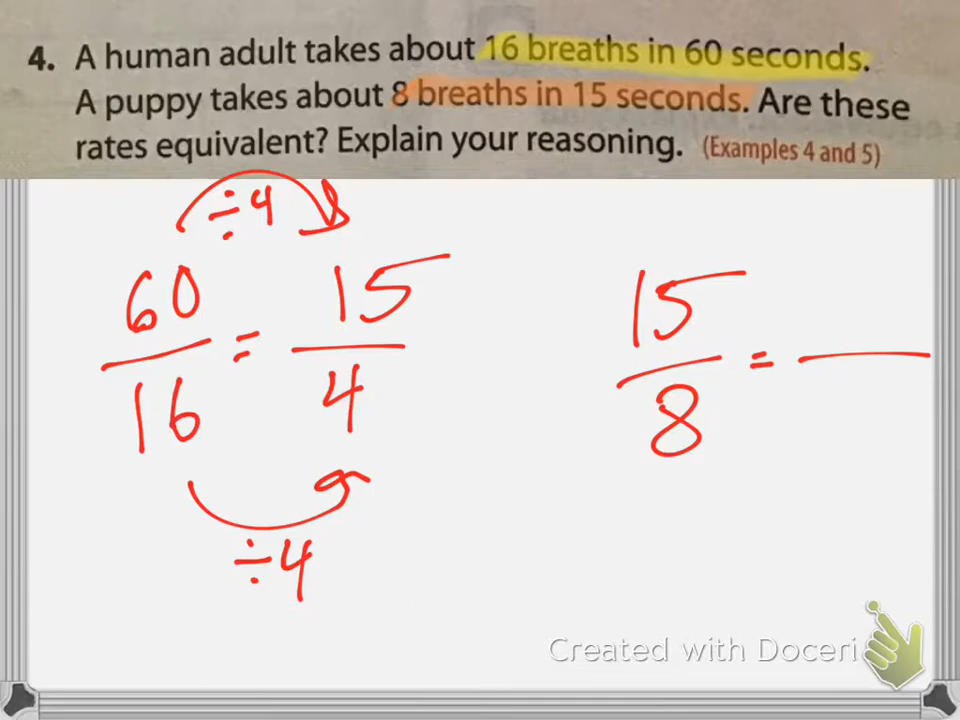 4. A human adult takes about 16 breaths in 60 seconds.
A puppy takes about 8 breaths in 15 seconds. Are these
rates equivalent? Explain your reasoning. (Examples 4 and 5)
÷4
60/16 = 15/4
15/8 =
÷4
Created with Doceri